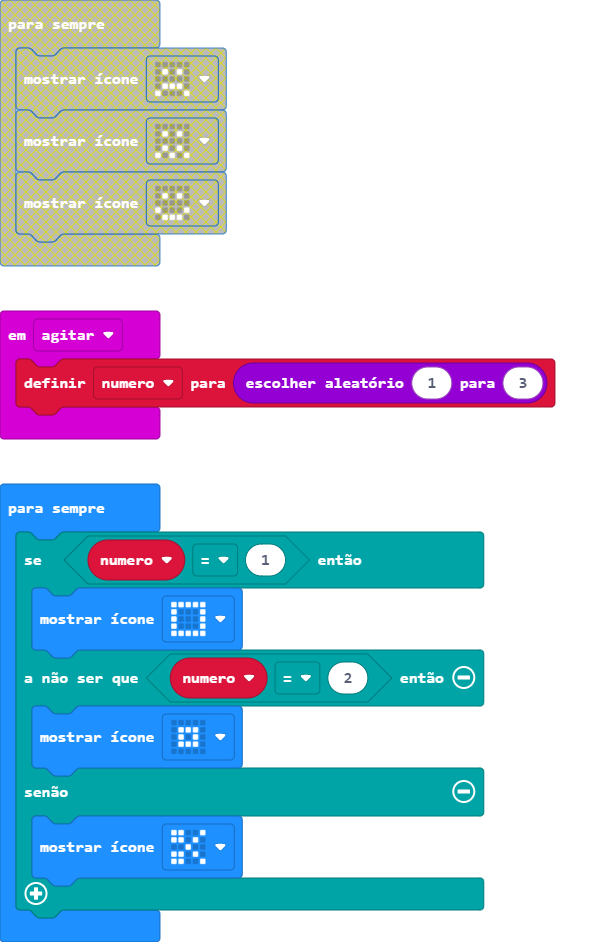 para sempre
mostrar ícone
mostrar ícone
mostrar ícone
em agitar
definir numero para escolher aleatório 1 para 3
para sempre
se numero = 1 então
mostrar ícone
a não ser que numero = 2 então
mostrar ícone
senão
mostrar ícone